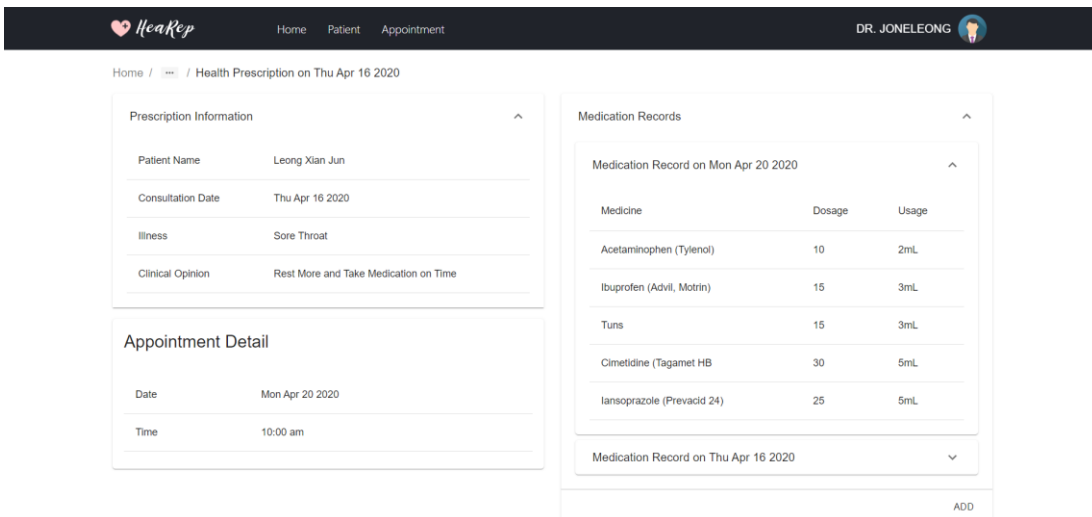 HeaRep Home Patient Appointment DR. JONELEONG
Home / ... / Health Prescription on Thu Apr 16 2020
Prescription Information
Patient Name Leong Xian Jun
Consultation Date Thu Apr 16 2020
Illness Sore Throat
Clinical Opinion Rest More and Take Medication on Time
Appointment Detail
Date Mon Apr 20 2020
Time 10:00 am
Medication Records
Medication Record on Mon Apr 20 2020
Medicine Dosage Usage
Acetaminophen (Tylenol) 10 2mL
Ibuprofen (Advil, Motrin) 15 3mL
Tuns 15 3mL
Cimetidine (Tagamet HB 30 5mL
lansoprazole (Prevacid 24) 25 5mL
Medication Record on Thu Apr 16 2020
ADD